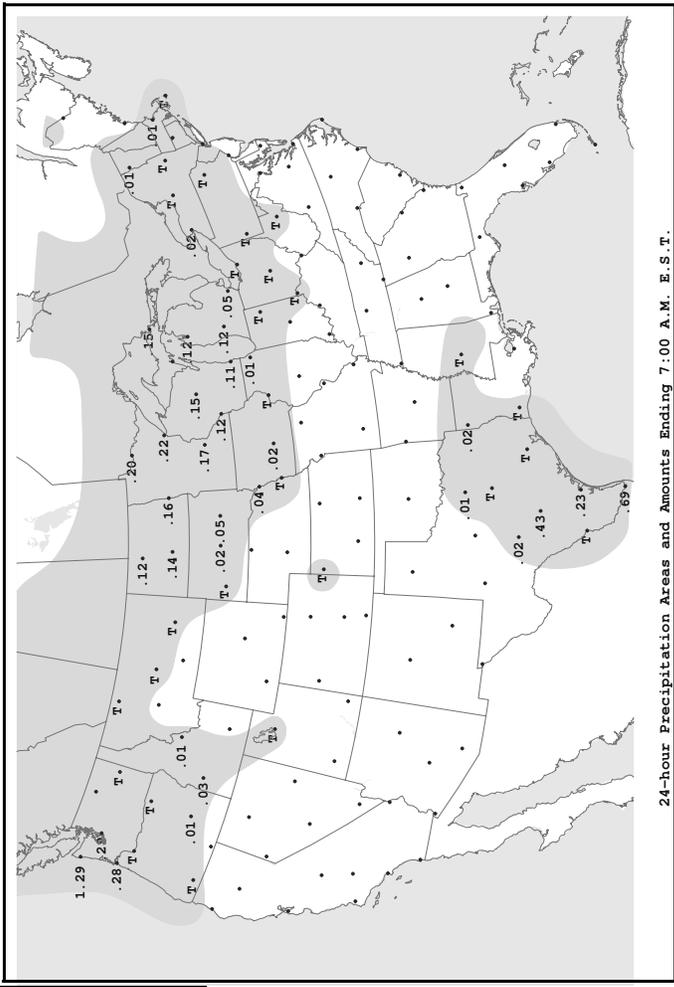 1.29
.28
T
T
T
.20
.01
.12
15
.01
T
T
T
.14
.16
.22
T
T
T
.01
.12
.02
T
.01
.15
T
.03
.17
T
.02
.05
.12
.12
.05
.11
T
.01
T
T
.04
T
T
T
T
T
.02
T
T
T
.01
.02
T
.02
T
.43
T
T
.23
.69
24-hour Precipitation Areas and Amounts Ending 7:00 A.M. E.S.T.